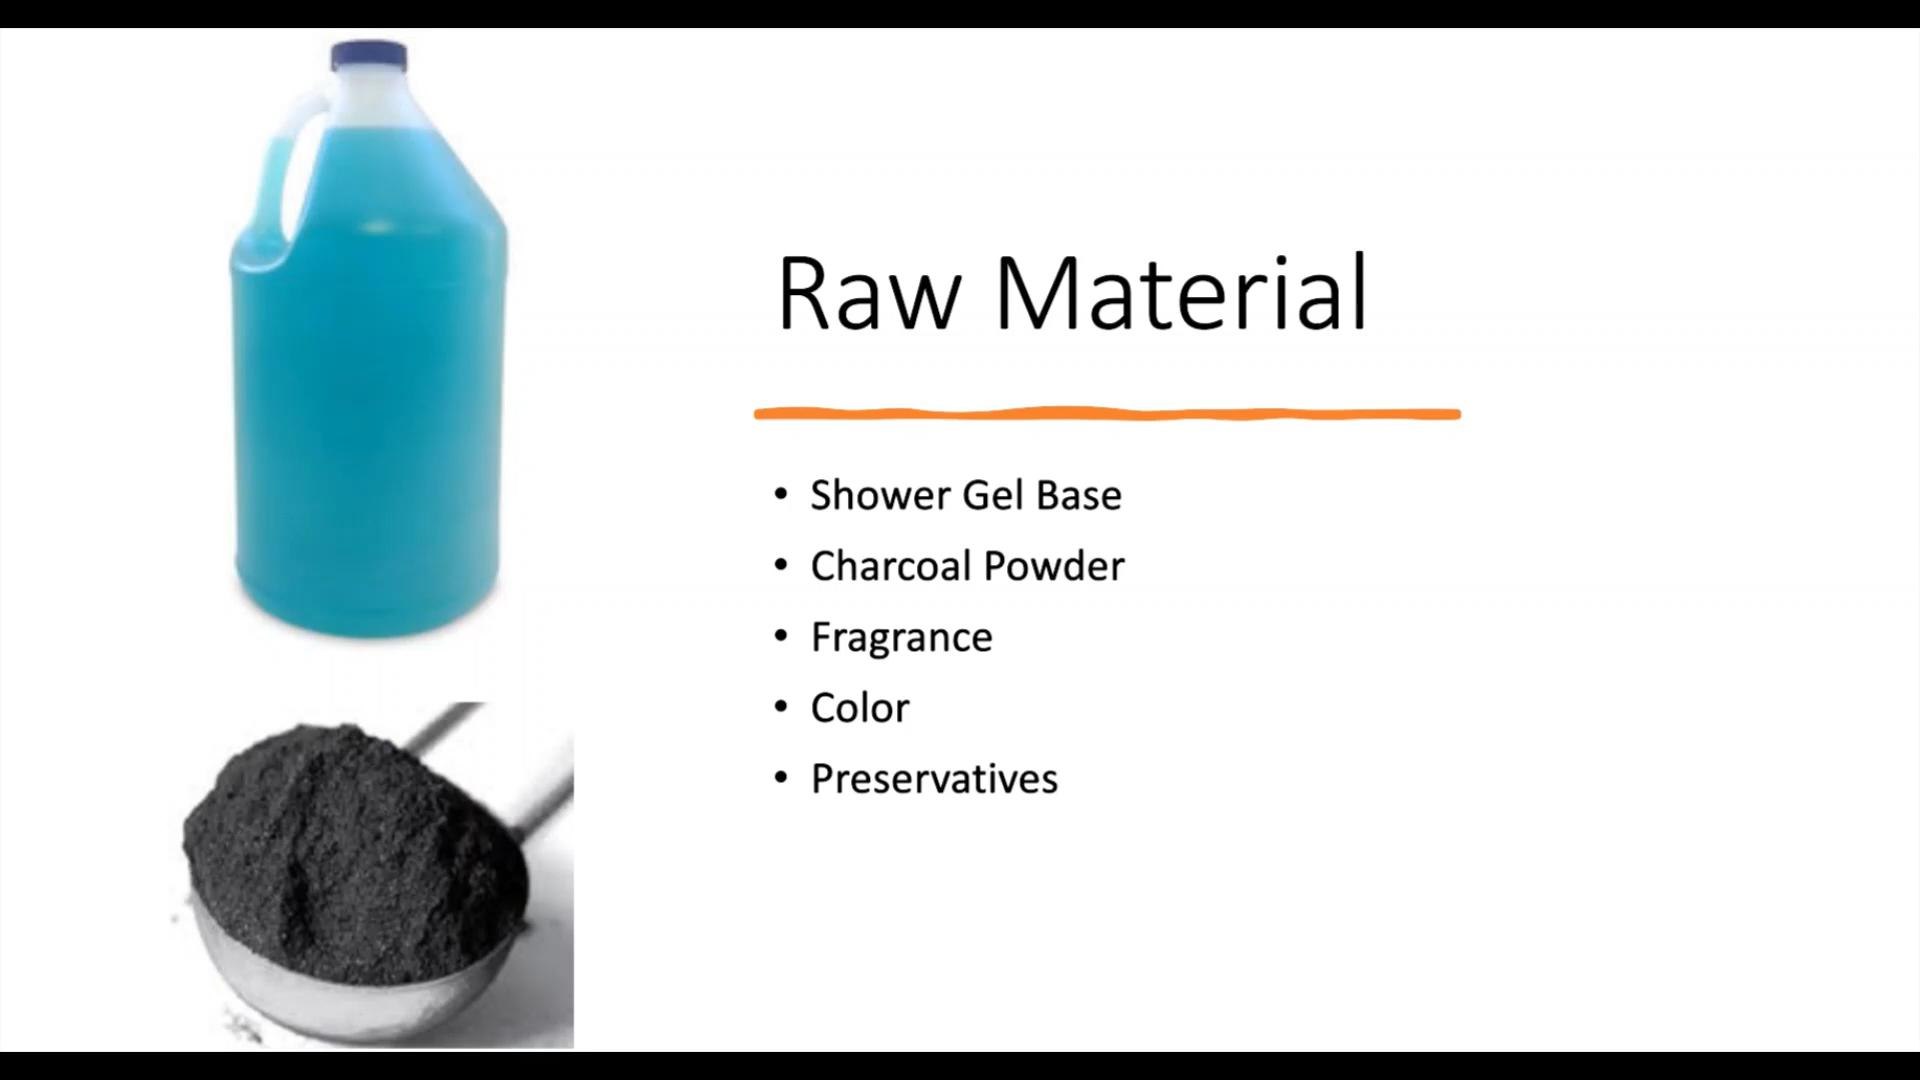 Raw Material
• Shower Gel Base
• Charcoal Powder
• Fragrance
• Color
• Preservatives